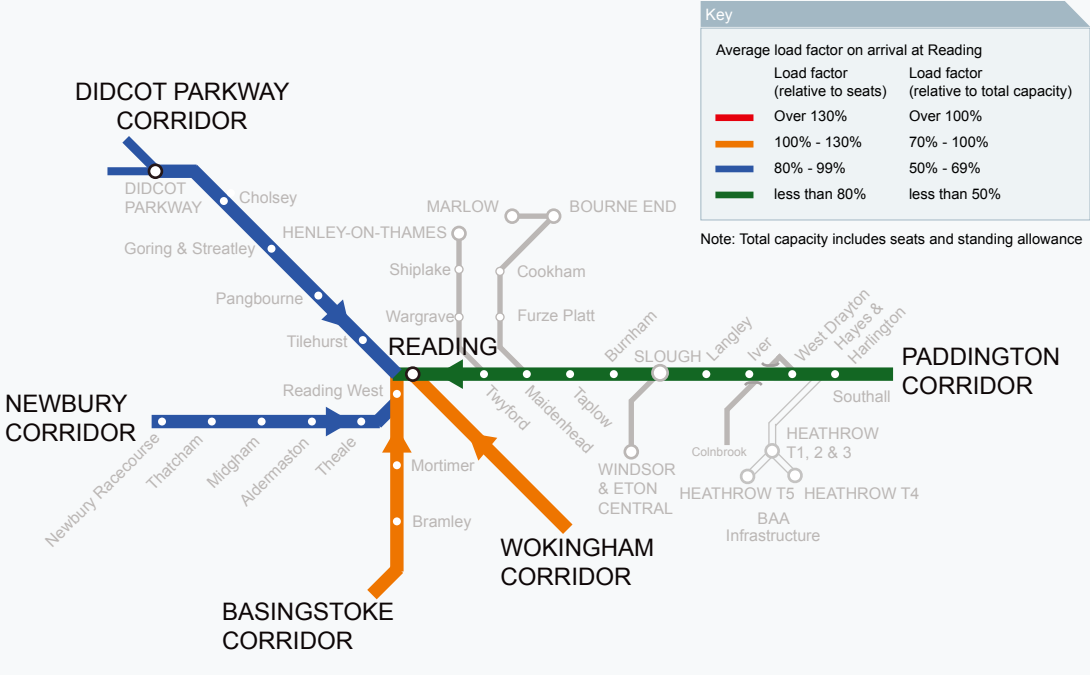 Key
Average load factor on arrival at Reading
Load factor
(relative to seats)
Load factor
(relative to total capacity)
Over 130%
Over 100%
100% - 130%
70% - 100%
80% - 99%
50% - 69%
less than 80%
less than 50%
Note: Total capacity includes seats and standing allowance
DIDCOT PARKWAY
CORRIDOR
DIDCOT
PARKWAY
Cholsey
Goring & Streatley
Pangbourne
Tilehurst
MARLOW
BOURNE END
HENLEY-ON-THAMES
Shiplake
Cookham
Wargrave
Furze Platt
READING
Reading West
Burnham
SLOUGH
Langley
Iver
West Drayton
Hayes &
Harlington
PADDINGTON
CORRIDOR
Southall
Twyford
Maidenhead
Taplow
NEWBURY
CORRIDOR
Newbury Racecourse
Thatcham
Midgham
Aldermaston
Theale
Mortimer
Bramley
WINDSOR
& ETON
CENTRAL
Colnbrook
HEATHROW
T1, 2 & 3
HEATHROW T5
HEATHROW T4
BAA
Infrastructure
WOKINGHAM
CORRIDOR
BASINGSTOKE
CORRIDOR